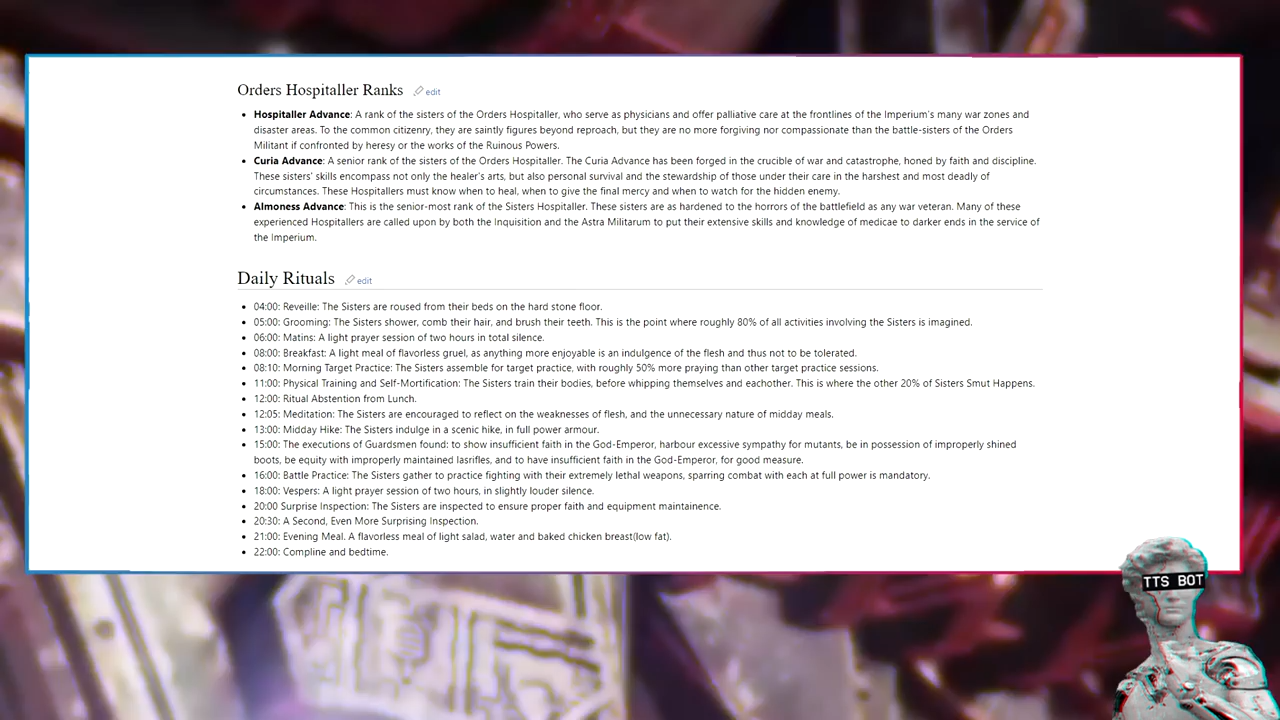 Orders Hospitaller Ranks edit
Hospitaller Advance: A rank of the sisters of the Orders Hospitaller, who serve as physicians and offer palliative care at the frontlines of the Imperium's many war zones and
disaster areas. To the common citizenry, they are saintly figures beyond reproach, but they are no more forgiving nor compassionate than the battle-sisters of the Orders
Militant if confronted by heresy or the works of the Ruinous Powers.
Curia Advance: A senior rank of the sisters of the Orders Hospitaller. The Curia Advance has been forged in the crucible of war and catastrophe, honed by faith and discipline.
These sisters' skills encompass not only the healer's arts, but also personal survival and the stewardship of those under their care in the harshest and most deadly of
circumstances. These Hospitallers must know when to heal, when to give the final mercy and when to watch for the hidden enemy.
Almoness Advance: This is the senior-most rank of the Sisters Hospitaller. These sisters are as hardened to the horrors of the battlefield as any war veteran. Many of these
experienced Hospitallers are called upon by both the Inquisition and the Astra Militarum to put their extensive skills and knowledge of medicae to darker ends in the service of
the Imperium.
Daily Rituals edit
04:00: Reveille: The Sisters are roused from their beds on the hard stone floor.
05:00: Grooming: The Sisters shower, comb their hair, and brush their teeth. This is the point where roughly 80% of all activities involving the Sisters is imagined.
06:00: Matins: A light prayer session of two hours in total silence.
08:00: Breakfast: A light meal of flavorless gruel, as anything more enjoyable is an indulgence of the flesh and thus not to be tolerated.
08:10: Morning Target Practice: The Sisters assemble for target practice, with roughly 50% more praying than other target practice sessions.
11:00: Physical Training and Self-Mortification: The Sisters train their bodies, before whipping themselves and eachother. This is where the other 20% of Sisters Smut Happens.
12:00: Ritual Abstention from Lunch.
12:05: Meditation: The Sisters are encouraged to reflect on the weaknesses of flesh, and the unnecessary nature of midday meals.
13:00: Midday Hike: The Sisters indulge in a scenic hike, in full power armour.
15:00: The executions of Guardsmen found: to show insufficient faith in the God-Emperor, harbour excessive sympathy for mutants, be in possession of improperly shined
boots, be equity with improperly maintained lasrifles, and to have insufficient faith in the God-Emperor, for good measure.
16:00: Battle Practice: The Sisters gather to practice fighting with their extremely lethal weapons, sparring combat with each at full power is mandatory.
18:00: Vespers: A light prayer session of two hours, in slightly louder silence.
20:00 Surprise Inspection: The Sisters are inspected to ensure proper faith and equipment maintainence.
20:30: A Second, Even More Surprising Inspection.
21:00: Evening Meal. A flavorless meal of light salad, water and baked chicken breast(low fat).
22:00: Compline and bedtime.
TTS BOT